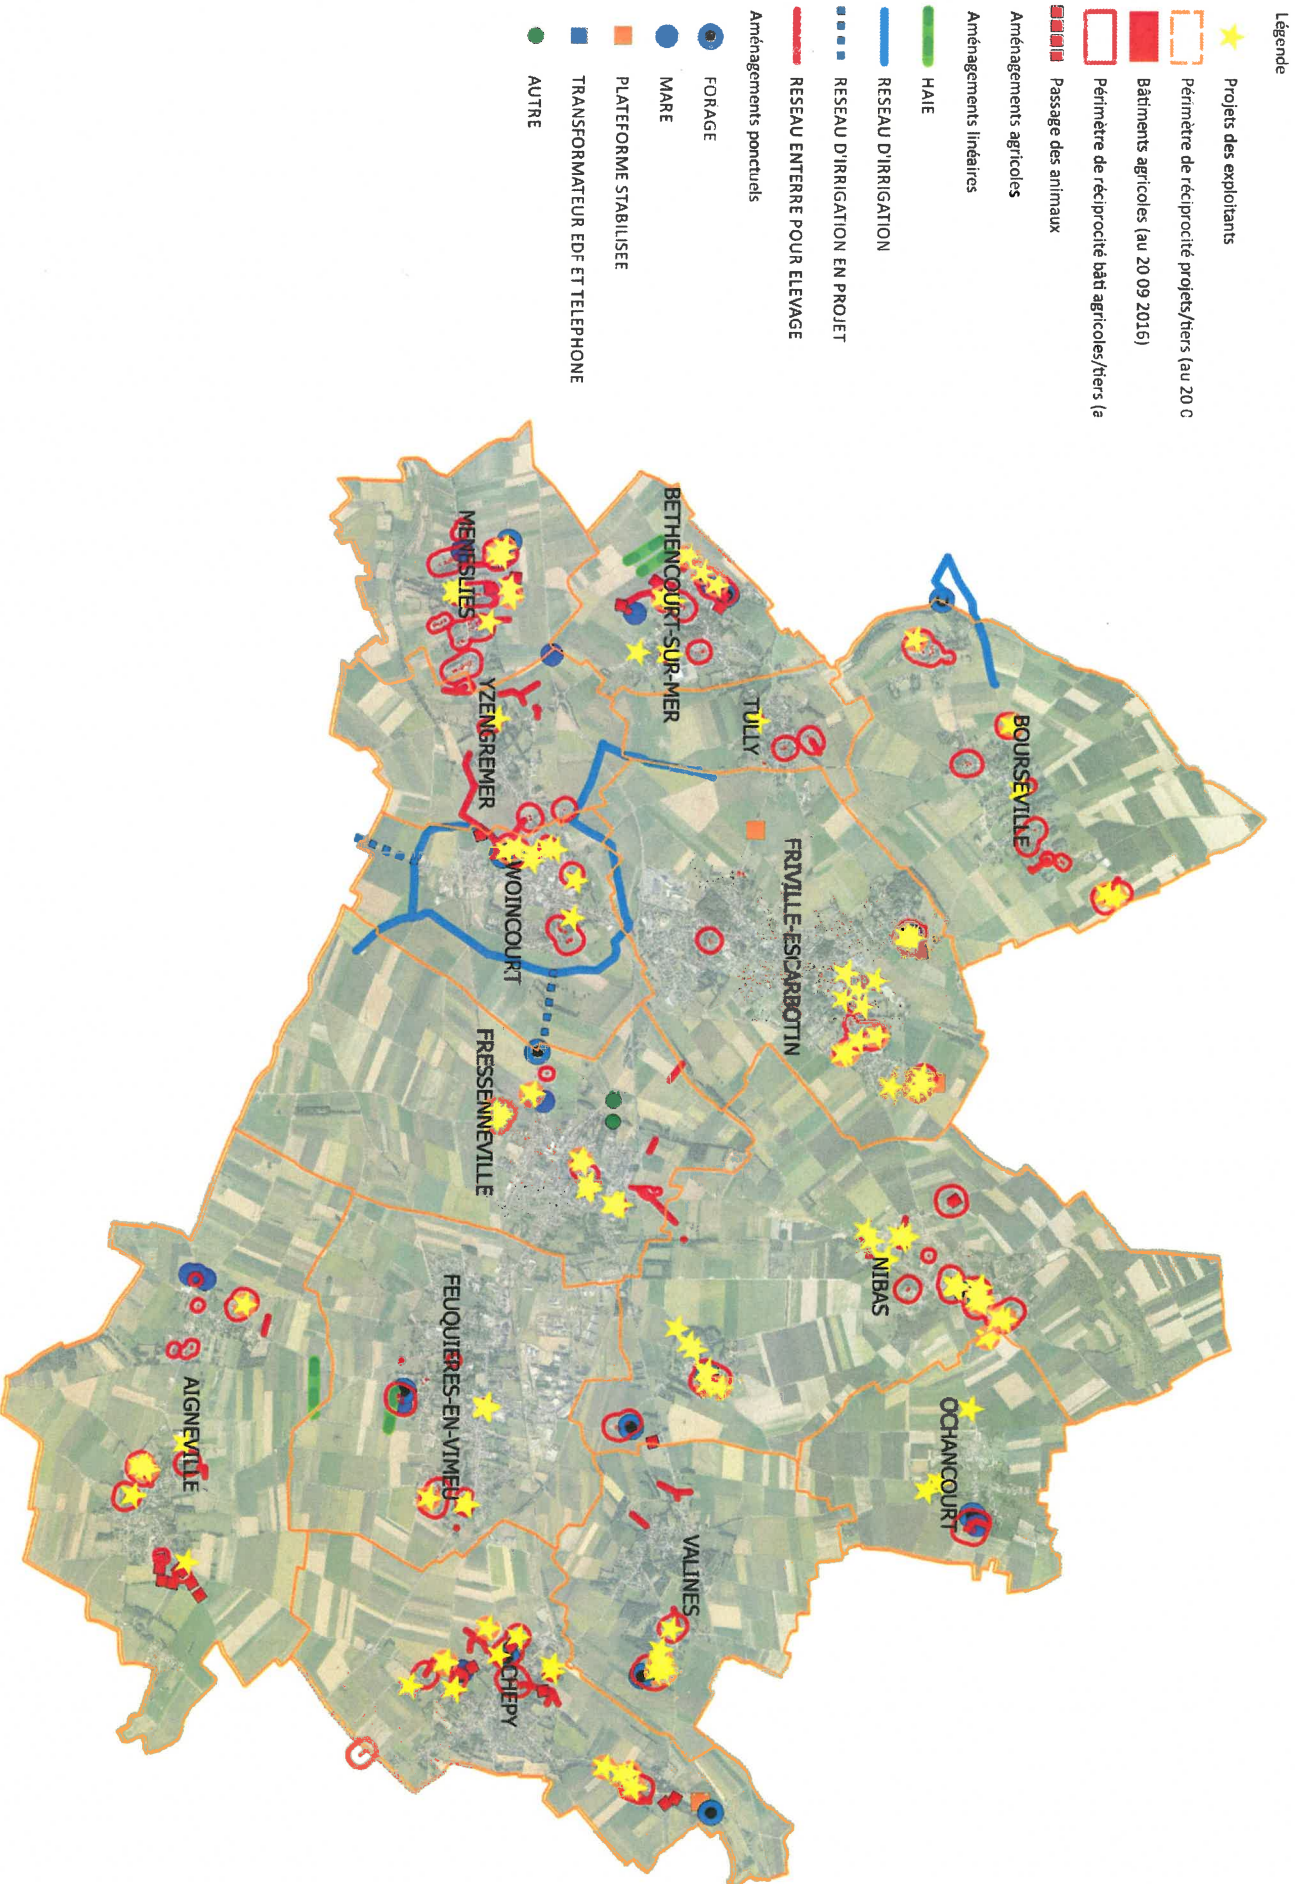 Légende
Projets des exploitants
Périmètre de réciprocité projets/tiers (au 20 0
Bâtiments agricoles (au 20 09 2016)
Périmètre de réciprocité bâti agricoles/tiers (a
Passage des animaux
Aménagements agricoles
Aménagements linéaires
HAIE
RESEAU D'IRRIGATION
RESEAU D'IRRIGATION EN PROJET
RESEAU ENTERRE POUR ELEVAGE
Aménagements ponctuels
FORAGE
MARE
PLATEFORME STABILISEE
TRANSFORMATEUR EDF ET TELEPHONE
AUTRE
BOURSEVILLE
OCHANCOURT
NIBAS
FRIVILLE-ESCARBOTIN
TULLY
VALINES
BETHENCOURT-SUR-MER
CHEPY
WOINCOURT
FRESSENNEVILLE
YZENGREMER
MENESLIES
FEUQUIERES-EN-VIMEU
AIGNEVILLE